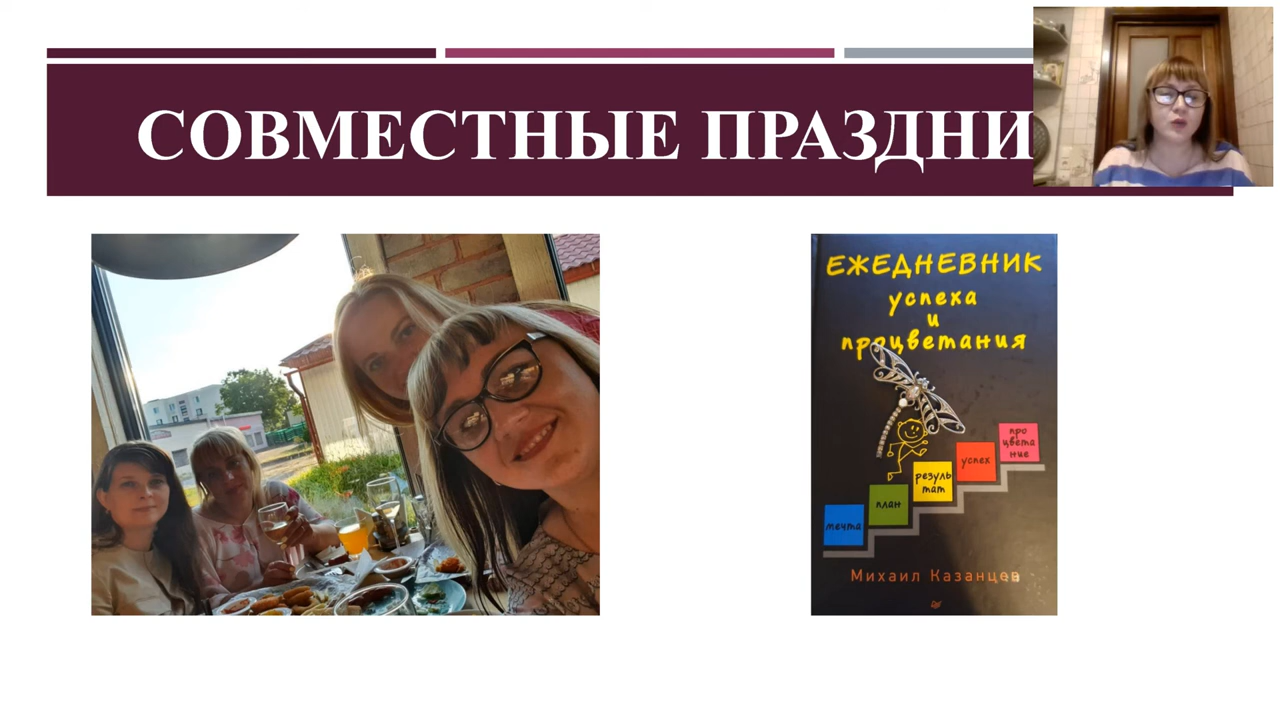 СОВМЕСТНЫЕ ПРАЗДНИ
ЕЖЕДНЕВНИК
успеха
и
процветания
про
цвета
ние
успех
резуль
тат
план
мечта
Михаил Казанцев